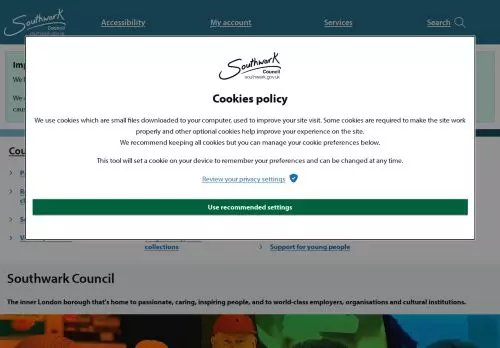 Southwark
Council
southwark.gov.uk
Accessibility
My account
Services
Search
Southwark
Council
southwark.gov.uk
Cookies policy
We use cookies which are small files downloaded to your computer, used to improve your site visit. Some cookies are required to make the site work
properly and other optional cookies help improve your experience on the site.
We recommend keeping all cookies but you can manage your cookie preferences below.
This tool will set a cookie on your device to remember your preferences and can be changed at any time.
Review your privacy settings
Use recommended settings
collections
Support for young people
Southwark Council
The inner London borough that's home to passionate, caring, inspiring people, and to world-class employers, organisations and cultural institutions.